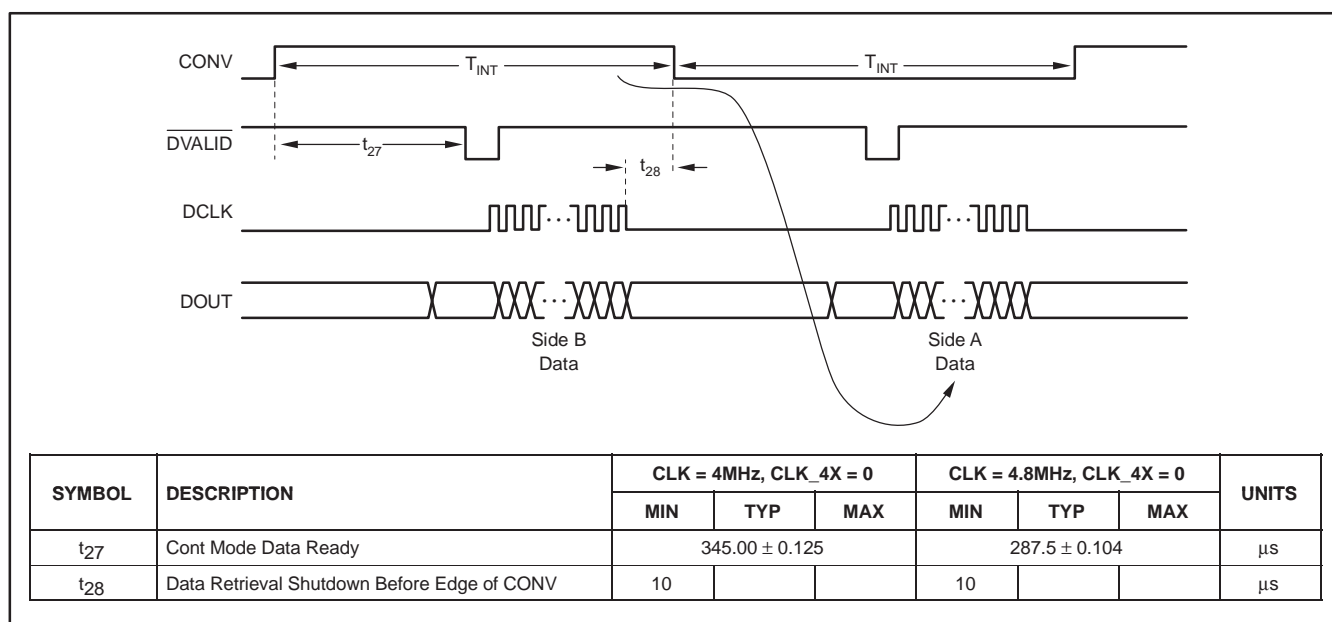 CONV
T_INT
T_INT
DVALID
t27
t28
DCLK
...
...
DOUT
...
...
Side B
Data
Side A
Data
SYMBOL DESCRIPTION CLK = 4MHz, CLK_4X = 0 CLK = 4.8MHz, CLK_4X = 0 UNITS
MIN TYP MAX MIN TYP MAX
t27 Cont Mode Data Ready 345.00 ± 0.125 287.5 ± 0.104 μs
t28 Data Retrieval Shutdown Before Edge of CONV 10 10 μs